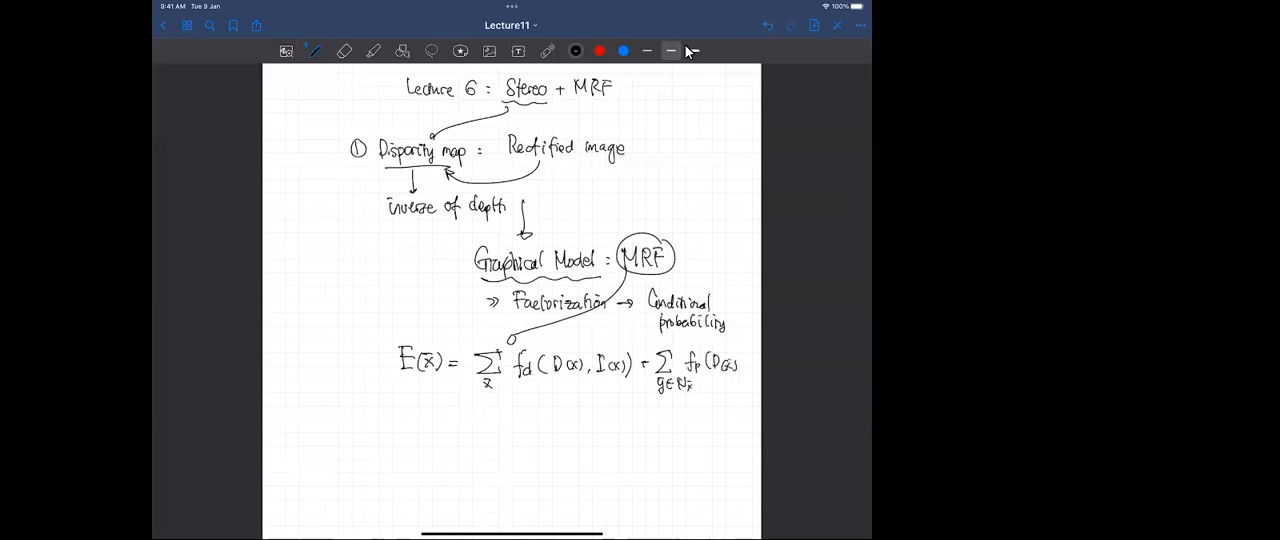 9:41 AM Tue 9 Jan
100%
Lecture11
Lecture 6 : Stereo + MRF
① Disparity map : Rectified image
inverse of depth
Graphical Model : MRF
» Factorization → Conditional
probability
E(x̄) = ∑ fd ( D(x), I(x) ) + ∑ fp ( D(x̄)
x̄ y∈Nx̄